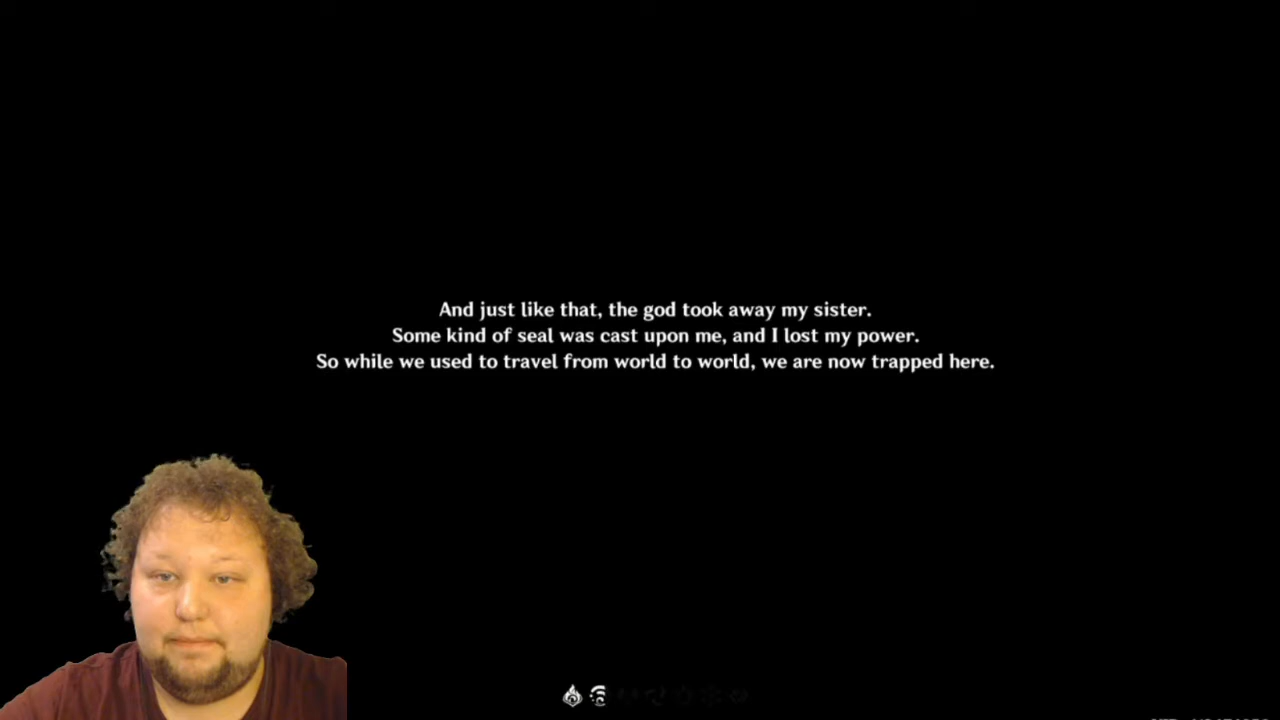 And just like that, the god took away my sister.
Some kind of seal was cast upon me, and I lost my power.
So while we used to travel from world to world, we are now trapped here.